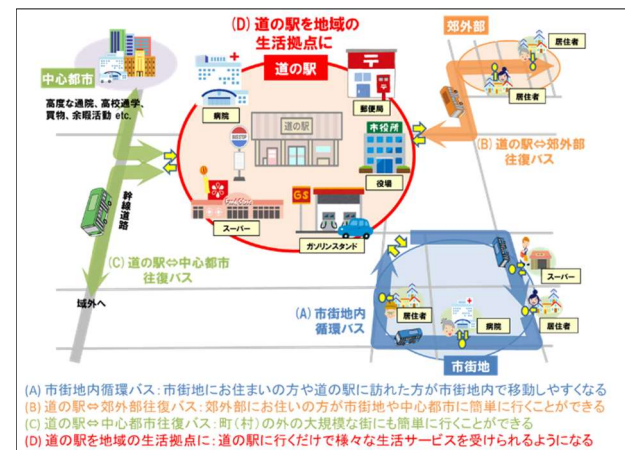 (D) 道の駅を地域の
生活拠点に
道の駅
郊外部
居住者
居住者
中心都市
高度な通院、高校通学、
買物、余暇活動 etc.
病院
郵便局
道の駅
BUS STOP
市役所
役場
(B) 道の駅⇔郊外部
往復バス
幹線道路
スーパー
GS
ガソリンスタンド
(C) 道の駅⇔中心都市
往復バス
域外へ
(A) 市街地内
循環バス
スーパー
居住者
病院
居住者
市街地
(A) 市街地内循環バス：市街地にお住まいの方や道の駅に訪れた方が市街地内で移動しやすくなる
(B) 道の駅⇔郊外部往復バス：郊外部にお住いの方が市街地や中心都市に簡単に行くことができる
(C) 道の駅⇔中心都市往復バス：町（村）の外の大規模な街にも簡単に行くことができる
(D) 道の駅を地域の生活拠点に：道の駅に行くだけで様々な生活サービスを受けられるようになる